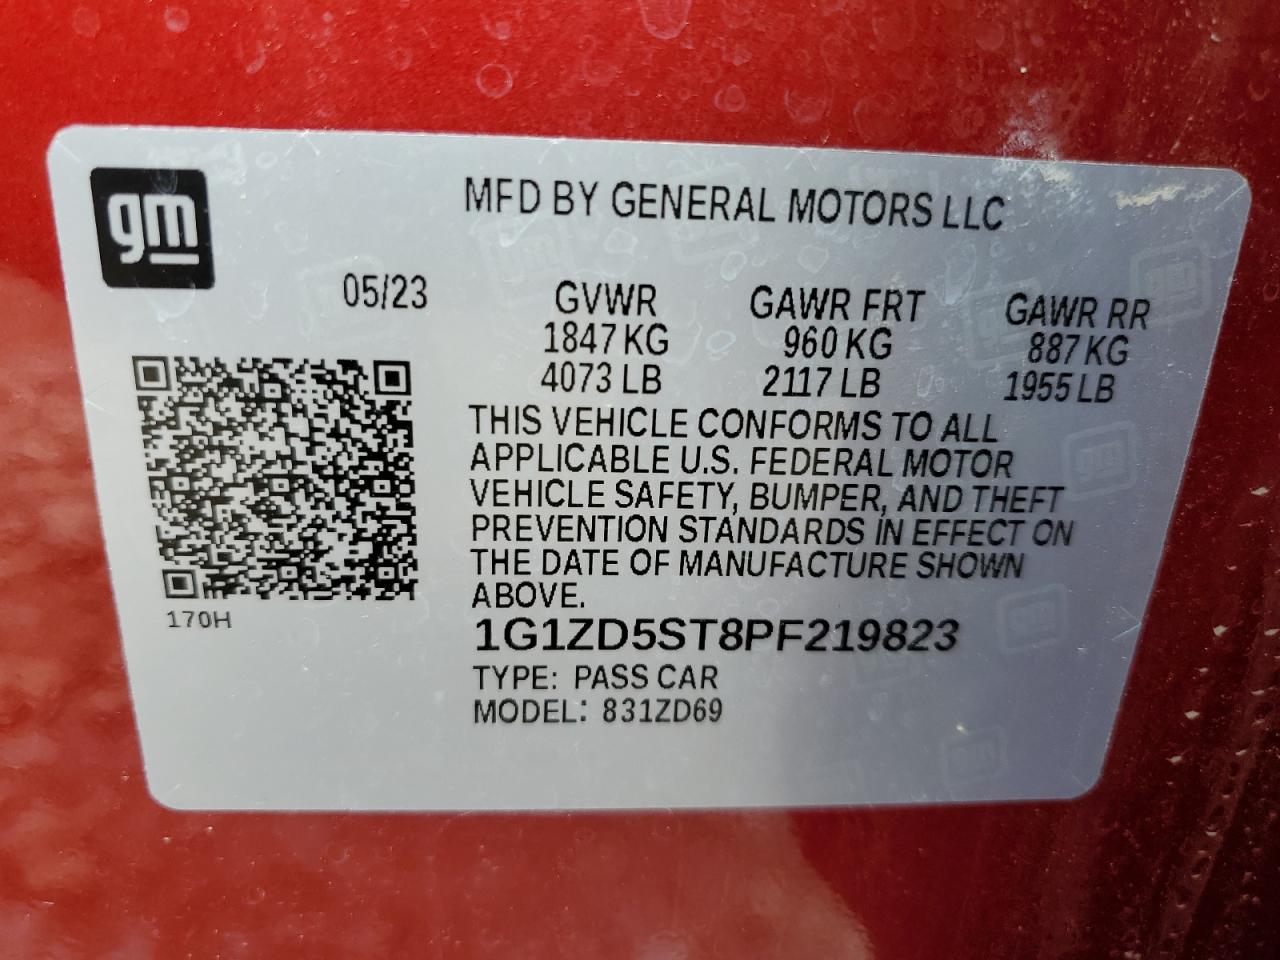 gm
MFD BY GENERAL MOTORS LLC
05/23
GVWR GAWR FRT GAWR RR
1847 KG 960 KG 887 KG
4073 LB 2117 LB 1955 LB
THIS VEHICLE CONFORMS TO ALL
APPLICABLE U.S. FEDERAL MOTOR
VEHICLE SAFETY, BUMPER, AND THEFT
PREVENTION STANDARDS IN EFFECT ON
THE DATE OF MANUFACTURE SHOWN
ABOVE.
170H
1G1ZD5ST8PF219823
TYPE: PASS CAR
MODEL: 831ZD69